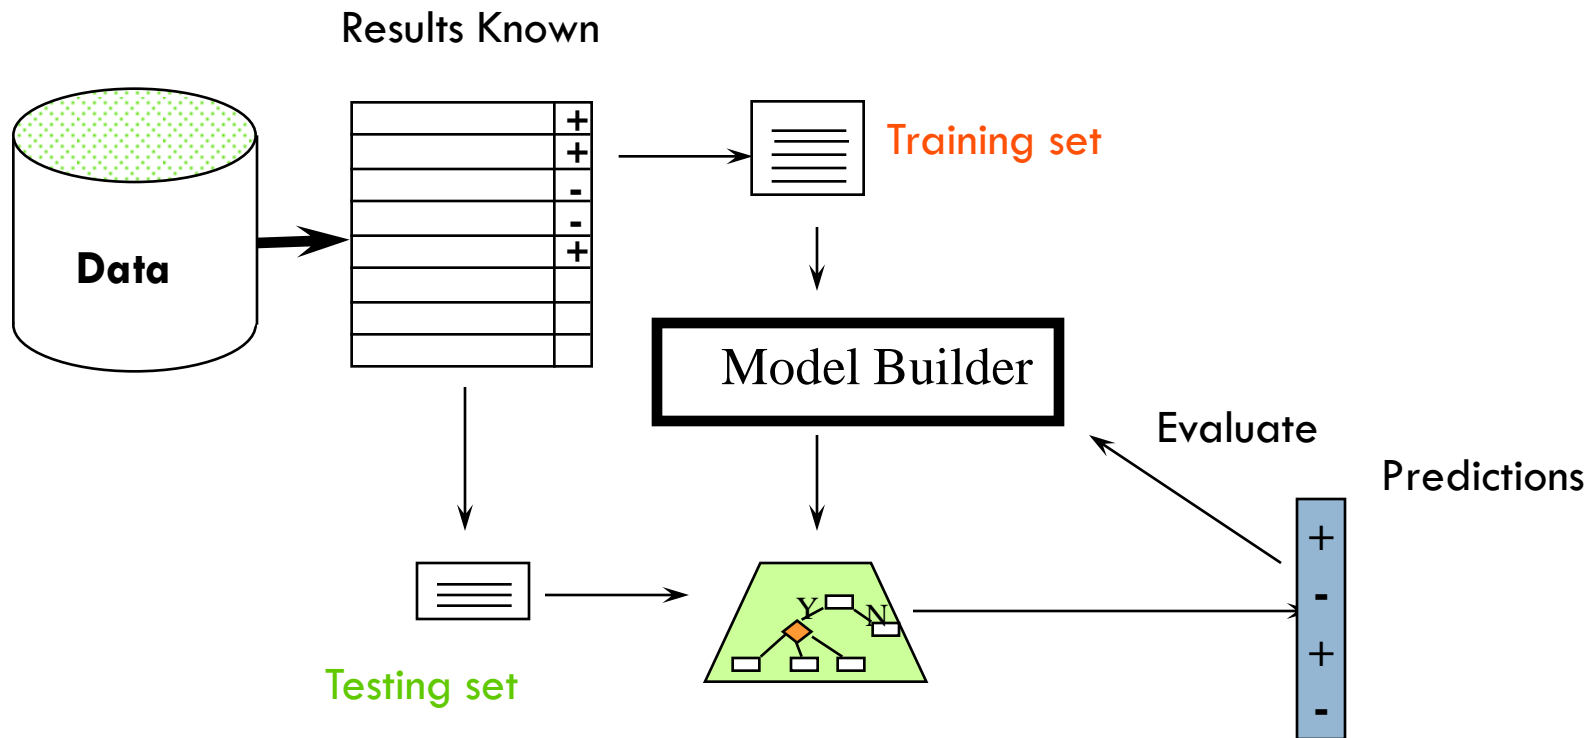 Results Known
Data
+
+
-
-
+
Training set
Model Builder
Evaluate
Predictions
+
-
+
-
Y N
Testing set